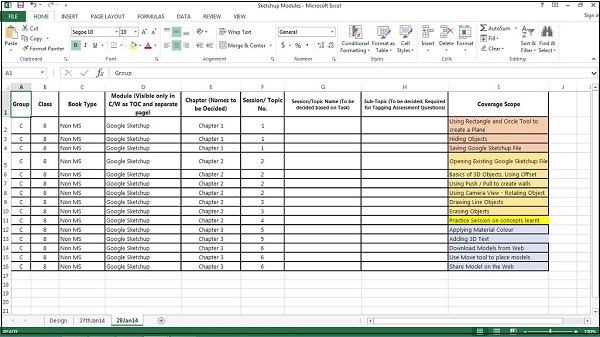 Sketchup Modules - Microsoft Excel
FILE HOME INSERT PAGE LAYOUT FORMULAS DATA REVIEW VIEW Sign in
Paste Cut Copy Format Painter Clipboard
Segoe UI 10 Font
Wrap Text Merge & Center Alignment
General Number
Conditional Formatting Format as Table Cell Styles Styles
Insert Delete Format Cells
AutoSum Fill Clear Sort & Filter Find & Select Editing
A1 Group
A B C D E F G H I J
1 Group Class Book Type Module (Visible only in C/W as TOC and separate page) Chapter (Names to be Decided) Session/ Topic No. Session/Topic Name (To be decided based on Task) Sub-Topic (To be decided; Required for Tapping Assessment Questions) Coverage Scope
2 C 8 Non MS Google Sketchup Chapter 1 1 Using Rectangle and Circle Tool to create a Plane
3 C 8 Non MS Google Sketchup Chapter 1 1 Hiding Objects
4 C 8 Non MS Google Sketchup Chapter 1 1 Saving Google Sketchup File
5 C 8 Non MS Google Sketchup Chapter 2 2 Opening Existing Google Sketchup File
6 C 8 Non MS Google Sketchup Chapter 2 2 Basics of 3D Objects, Using Offset
7 C 8 Non MS Google Sketchup Chapter 2 2 Using Push / Pull to create walls
8 C 8 Non MS Google Sketchup Chapter 2 2 Using Camera View - Rotating Object
9 C 8 Non MS Google Sketchup Chapter 2 3 Drawing Line Objects
10 C 8 Non MS Google Sketchup Chapter 2 3 Erasing Objects
11 C 8 Non MS Google Sketchup Chapter 2 4 Practice Session on concepts learnt
12 C 8 Non MS Google Sketchup Chapter 3 5 Applying Material Colour
13 C 8 Non MS Google Sketchup Chapter 3 5 Adding 3D Text
14 C 8 Non MS Google Sketchup Chapter 3 6 Download Models from Web
15 C 8 Non MS Google Sketchup Chapter 3 6 Use Move tool to place models
16 C 8 Non MS Google Sketchup Chapter 3 6 Share Model on the Web
17
18
19
20
21
Design 27thJan14 29Jan14
READY 100%